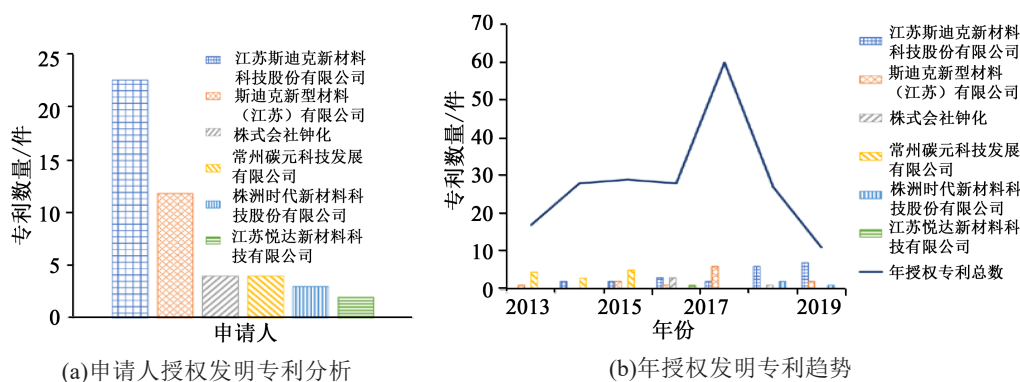 专利数量/件
25
20
15
10
5
0
江苏斯迪克新材料
科技股份有限公司
斯迪克新型材料
（江苏）有限公司
株式会社钟化
常州碳元科技发展
有限公司
株洲时代新材料科
技股份有限公司
江苏悦达新材料科
技有限公司
申请人
(a)申请人授权发明专利分析
专利数量/件
70
60
50
40
30
20
10
0
2013
2015
2017
2019
年份
江苏斯迪克新材料
科技股份有限公司
斯迪克新型材料
（江苏）有限公司
株式会社钟化
常州碳元科技发展
有限公司
株洲时代新材料科
技股份有限公司
江苏悦达新材料科
技有限公司
年授权专利总数
(b)年授权发明专利趋势